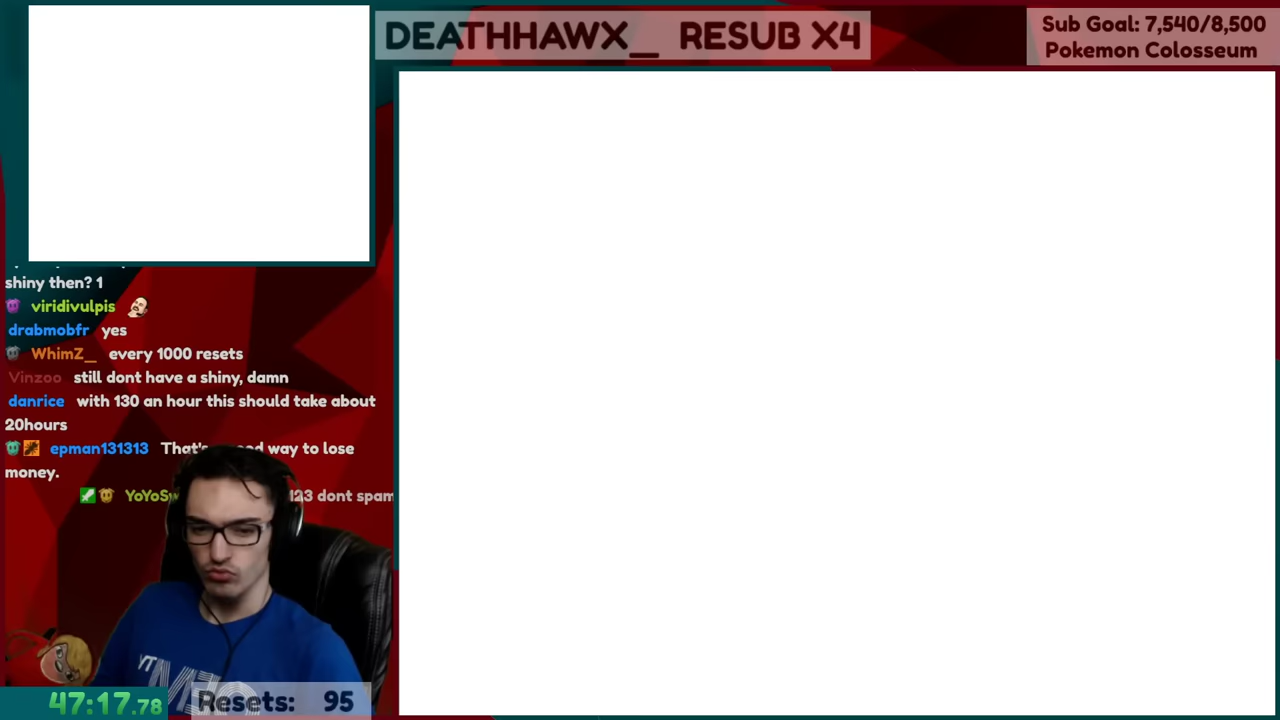 DEATHHAWX_ RESUB X4
Sub Goal: 7,540/8,500
Pokemon Colosseum
shiny then? 1
viridivulpis
drabmobfr yes
WhimZ_ every 1000 resets
Vinzoo still dont have a shiny, damn
danrice with 130 an hour this should take about
20hours
epman131313 That's way to lose
money.
dont spam
YT
47:17.78
Resets: 95